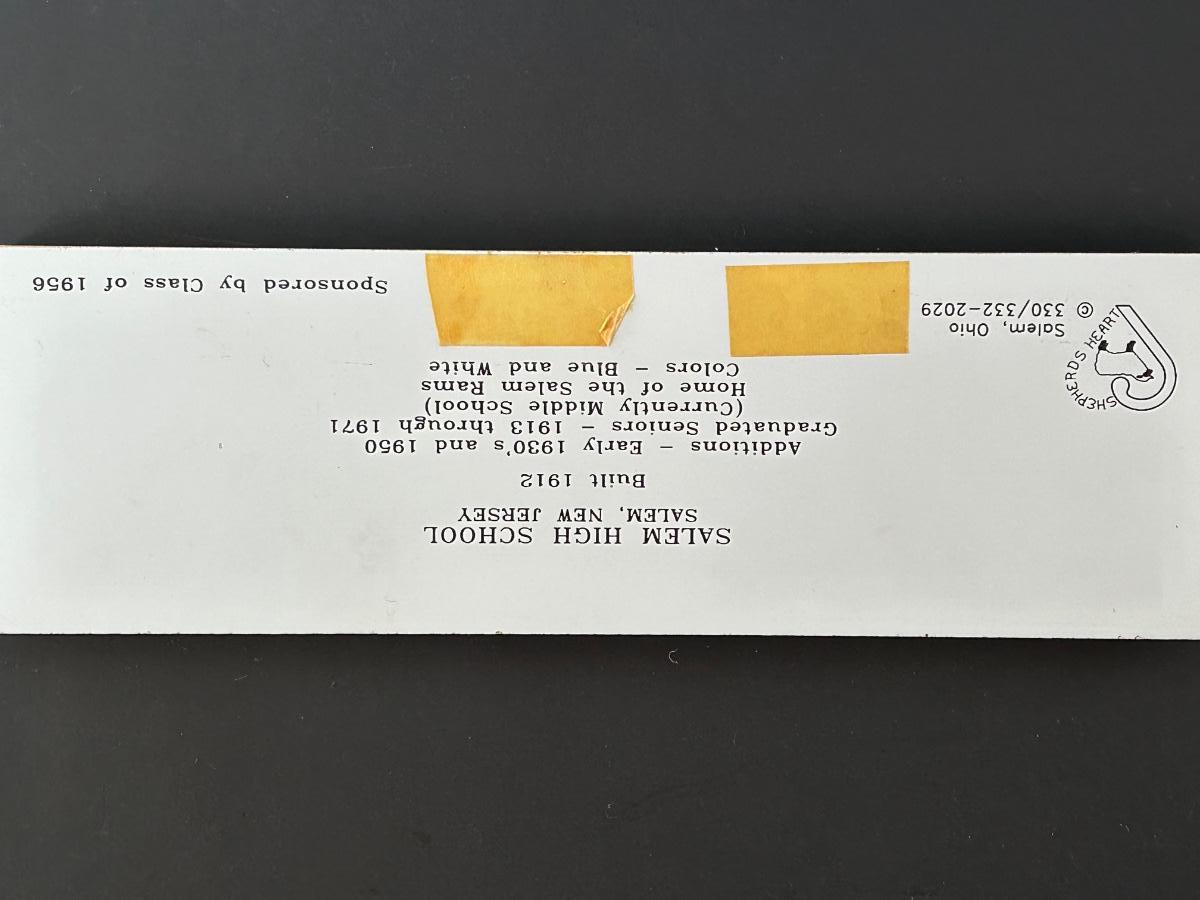 SALEM HIGH SCHOOL
SALEM, NEW JERSEY
Built 1912
Additions - Early 1930's and 1950
Graduated Seniors - 1913 through 1971
(Currently Middle School)
Home of the Salem Rams
Colors - Blue and White
SHEPHERDS HEART
Salem, Ohio
© 330/332-2029
Sponsored by Class of 1956